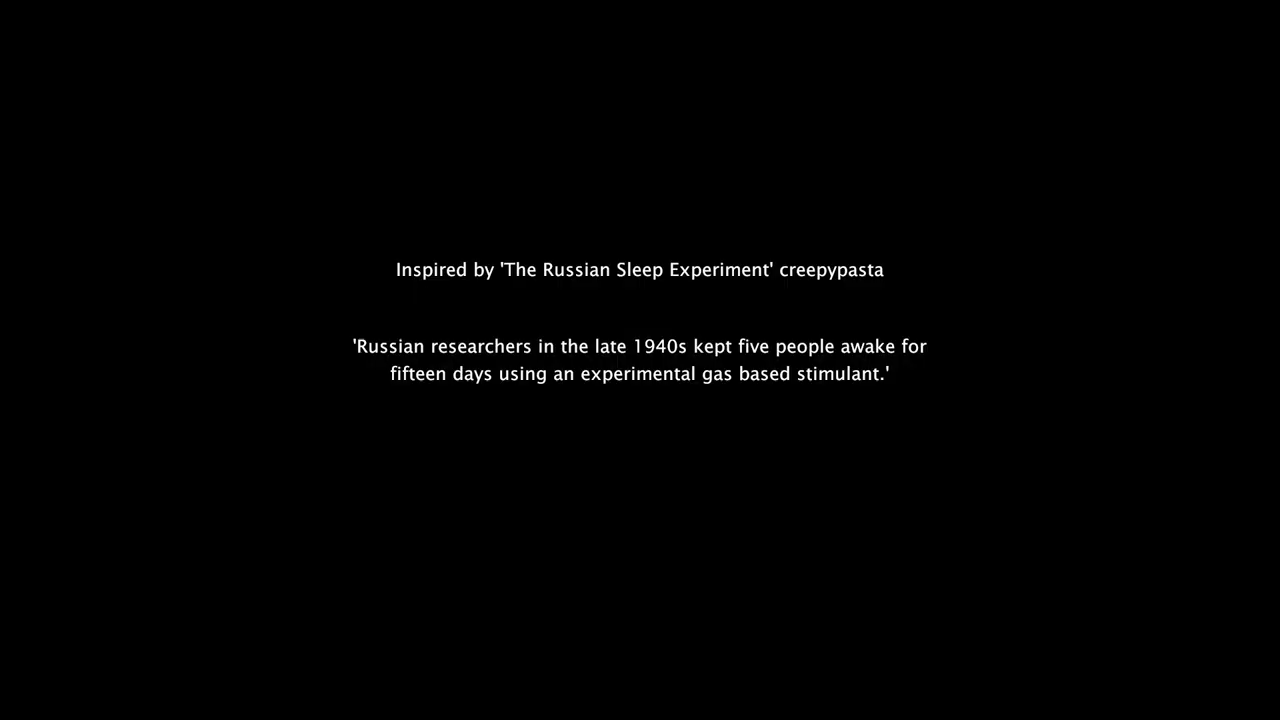 Inspired by 'The Russian Sleep Experiment' creepypasta
'Russian researchers in the late 1940s kept five people awake for
fifteen days using an experimental gas based stimulant.'